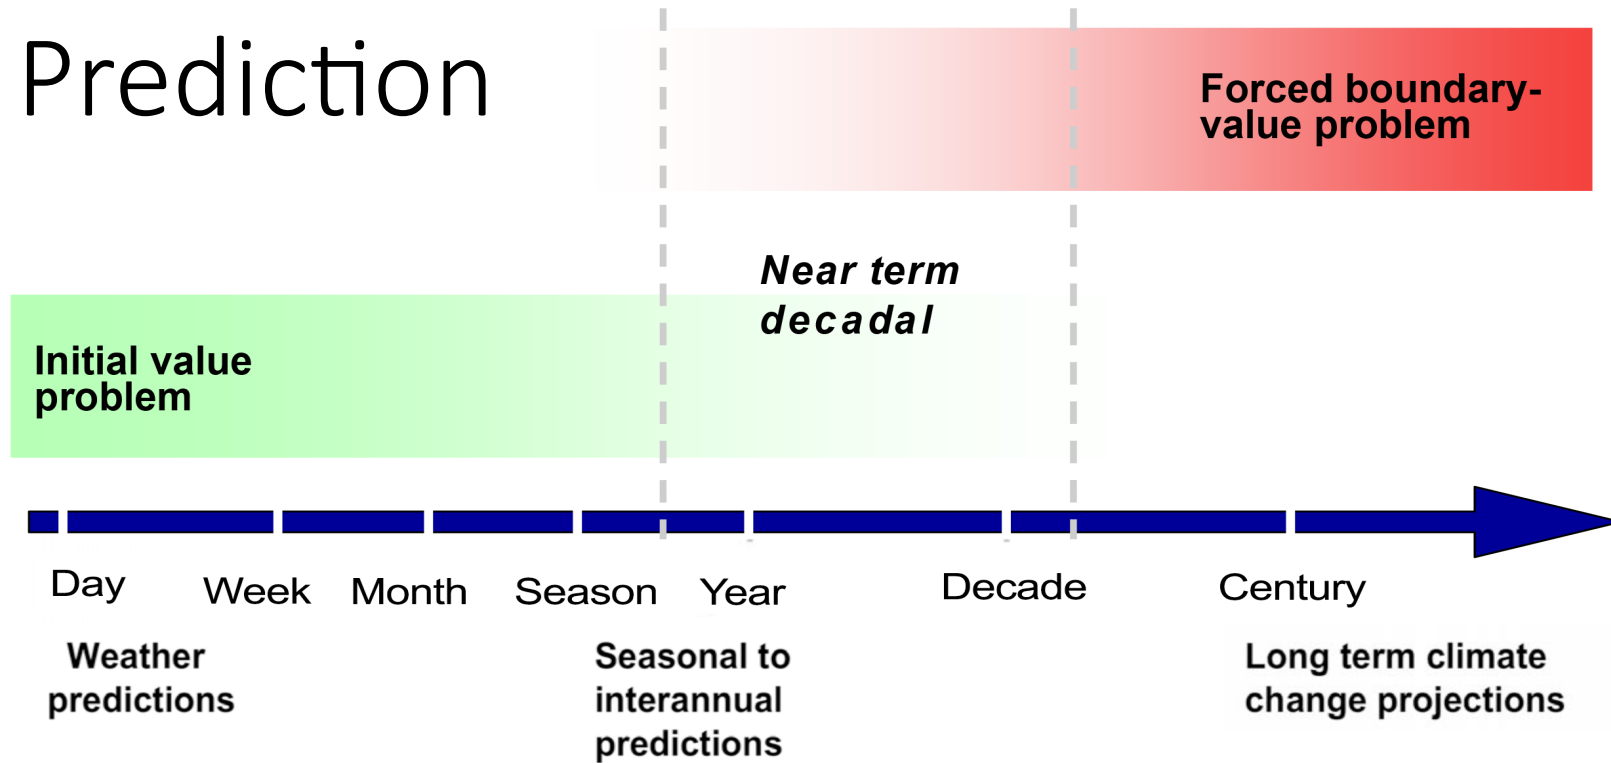 Prediction
Forced boundary-
value problem
Near term
decadal
Initial value
problem
Day
Week
Month
Season
Year
Decade
Century
Weather
predictions
Seasonal to
interannual
predictions
Long term climate
change projections